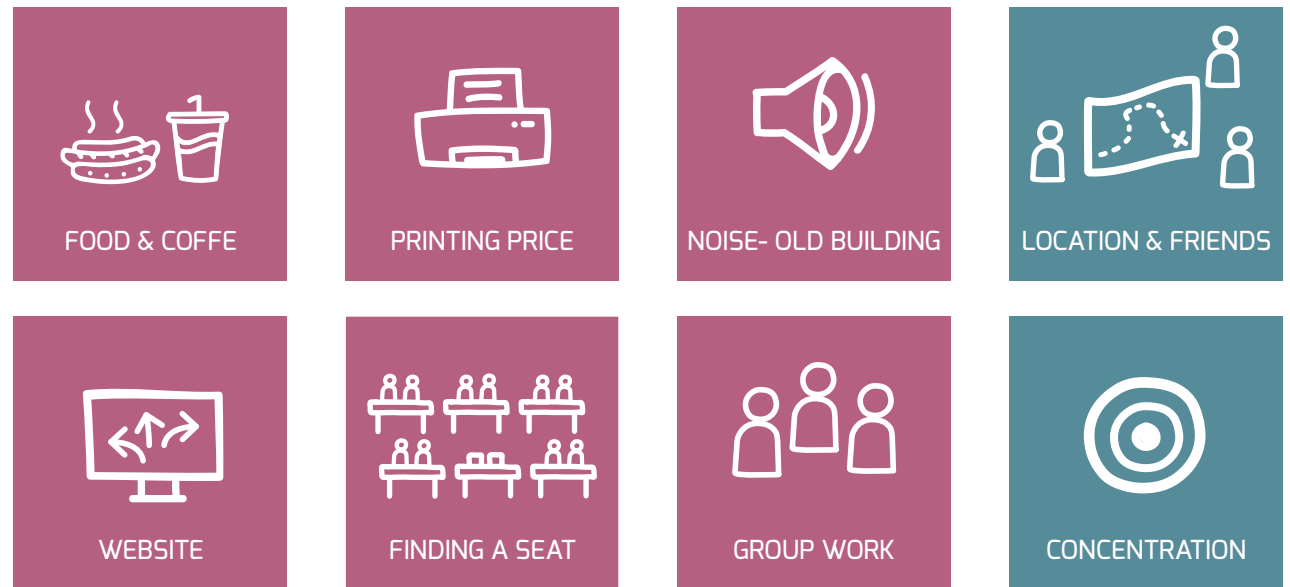 FOOD & COFFE
PRINTING PRICE
NOISE- OLD BUILDING
LOCATION & FRIENDS
WEBSITE
FINDING A SEAT
GROUP WORK
CONCENTRATION